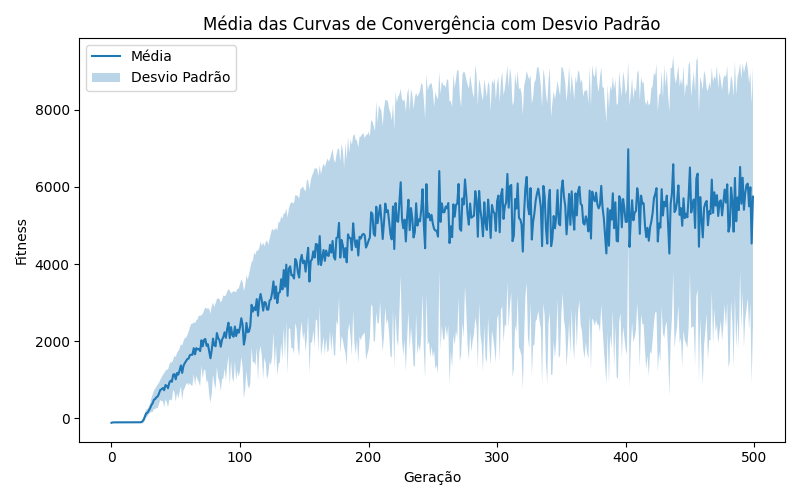 Média das Curvas de Convergência com Desvio Padrão
Média
Desvio Padrão
Fitness
8000
6000
4000
2000
0
0 100 200 300 400 500
Geração